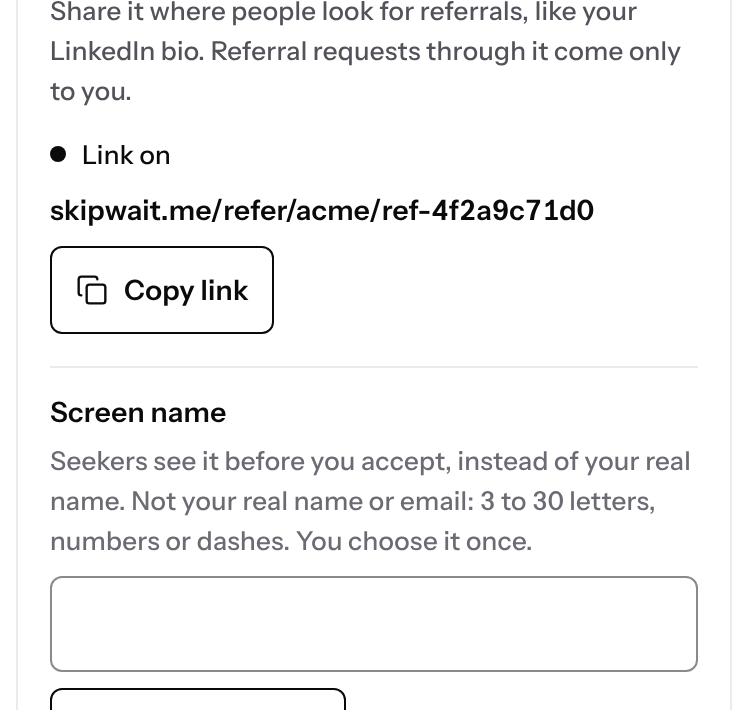 Share it where people look for referrals, like your
LinkedIn bio. Referral requests through it come only
to you.
Link on
skipwait.me/refer/acme/ref-4f2a9c71d0
Copy link
Screen name
Seekers see it before you accept, instead of your real
name. Not your real name or email: 3 to 30 letters,
numbers or dashes. You choose it once.